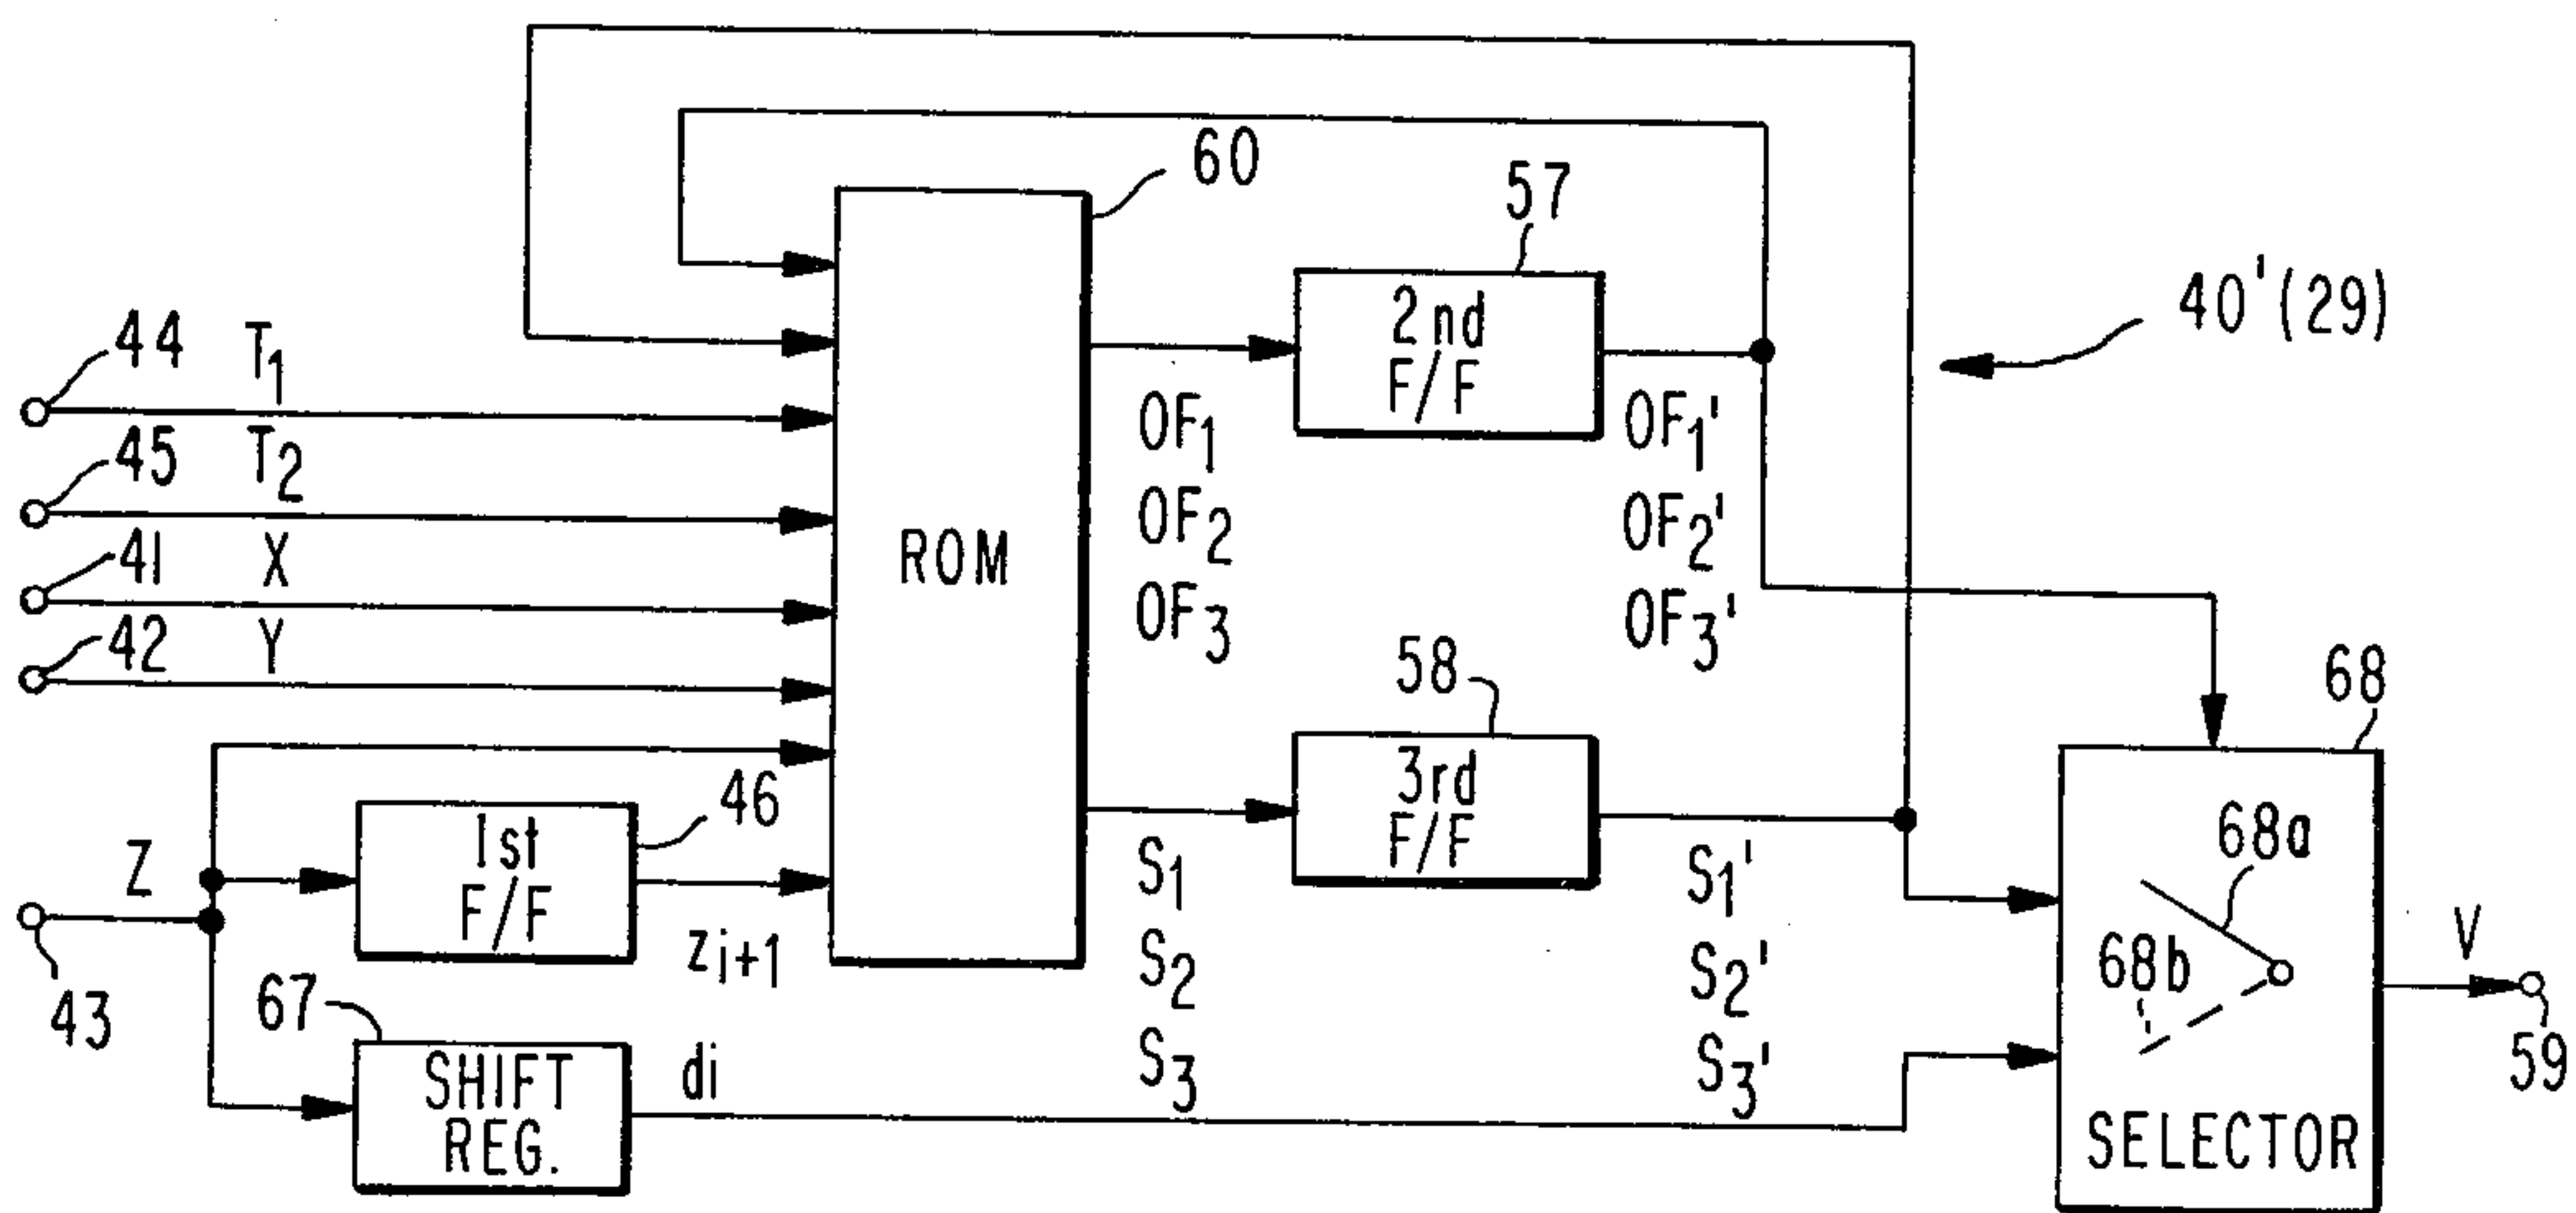 60
57
40'(29)
44 T1
2nd
F/F
45 T2
OF1
OF1'
41 X
ROM
OF2
OF2'
42 Y
OF3
OF3'
58
68
3rd
F/F
46
68a
Z
1st
F/F
S1
S1'
43
zi+1
68b
V
S2
S2'
67
59
SHIFT
REG.
di
S3
S3'
SELECTOR